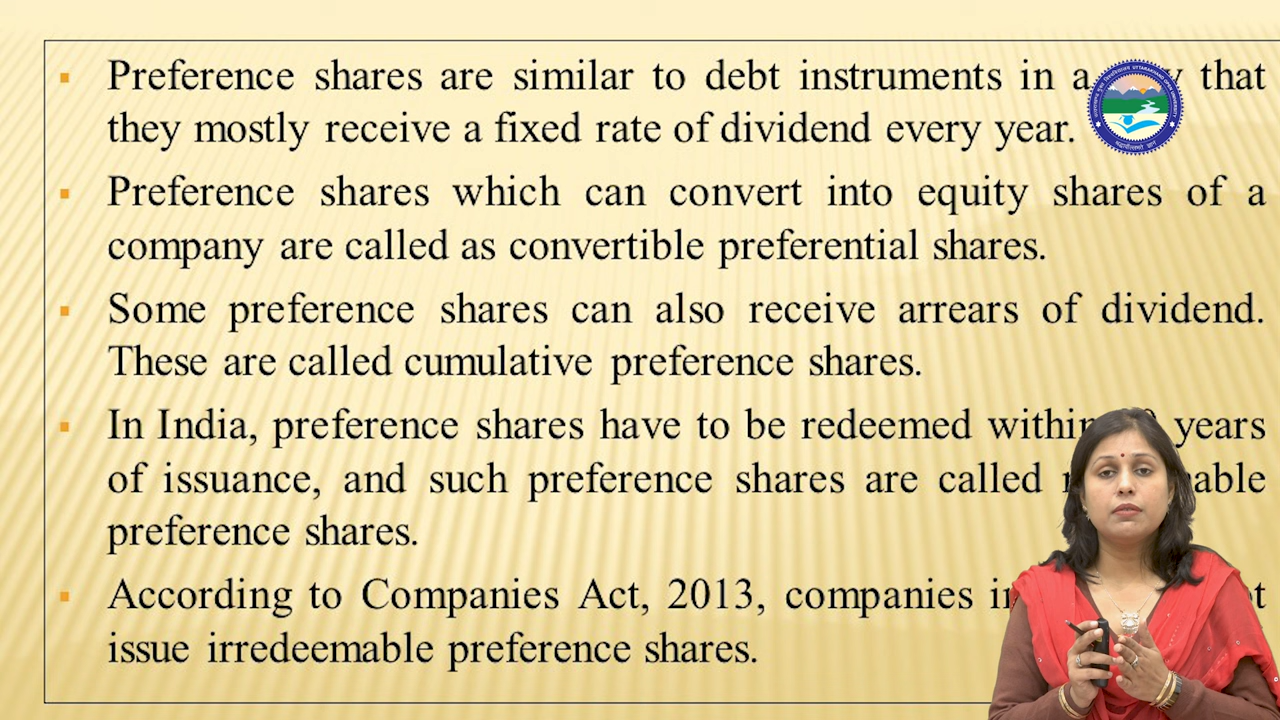 Preference shares are similar to debt instruments in a that
they mostly receive a fixed rate of dividend every year.
Preference shares which can convert into equity shares of a
company are called as convertible preferential shares.
Some preference shares can also receive arrears of dividend.
These are called cumulative preference shares.
In India, preference shares have to be redeemed within years
of issuance, and such preference shares are called
preference shares.
According to Companies Act, 2013, companies
issue irredeemable preference shares.